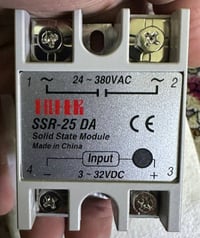 1 ~ 24~380VAC ~ 2
SSR-25 DA
Solid State Module
Made in China
CE
Input
4 - 3~32VDC + 3